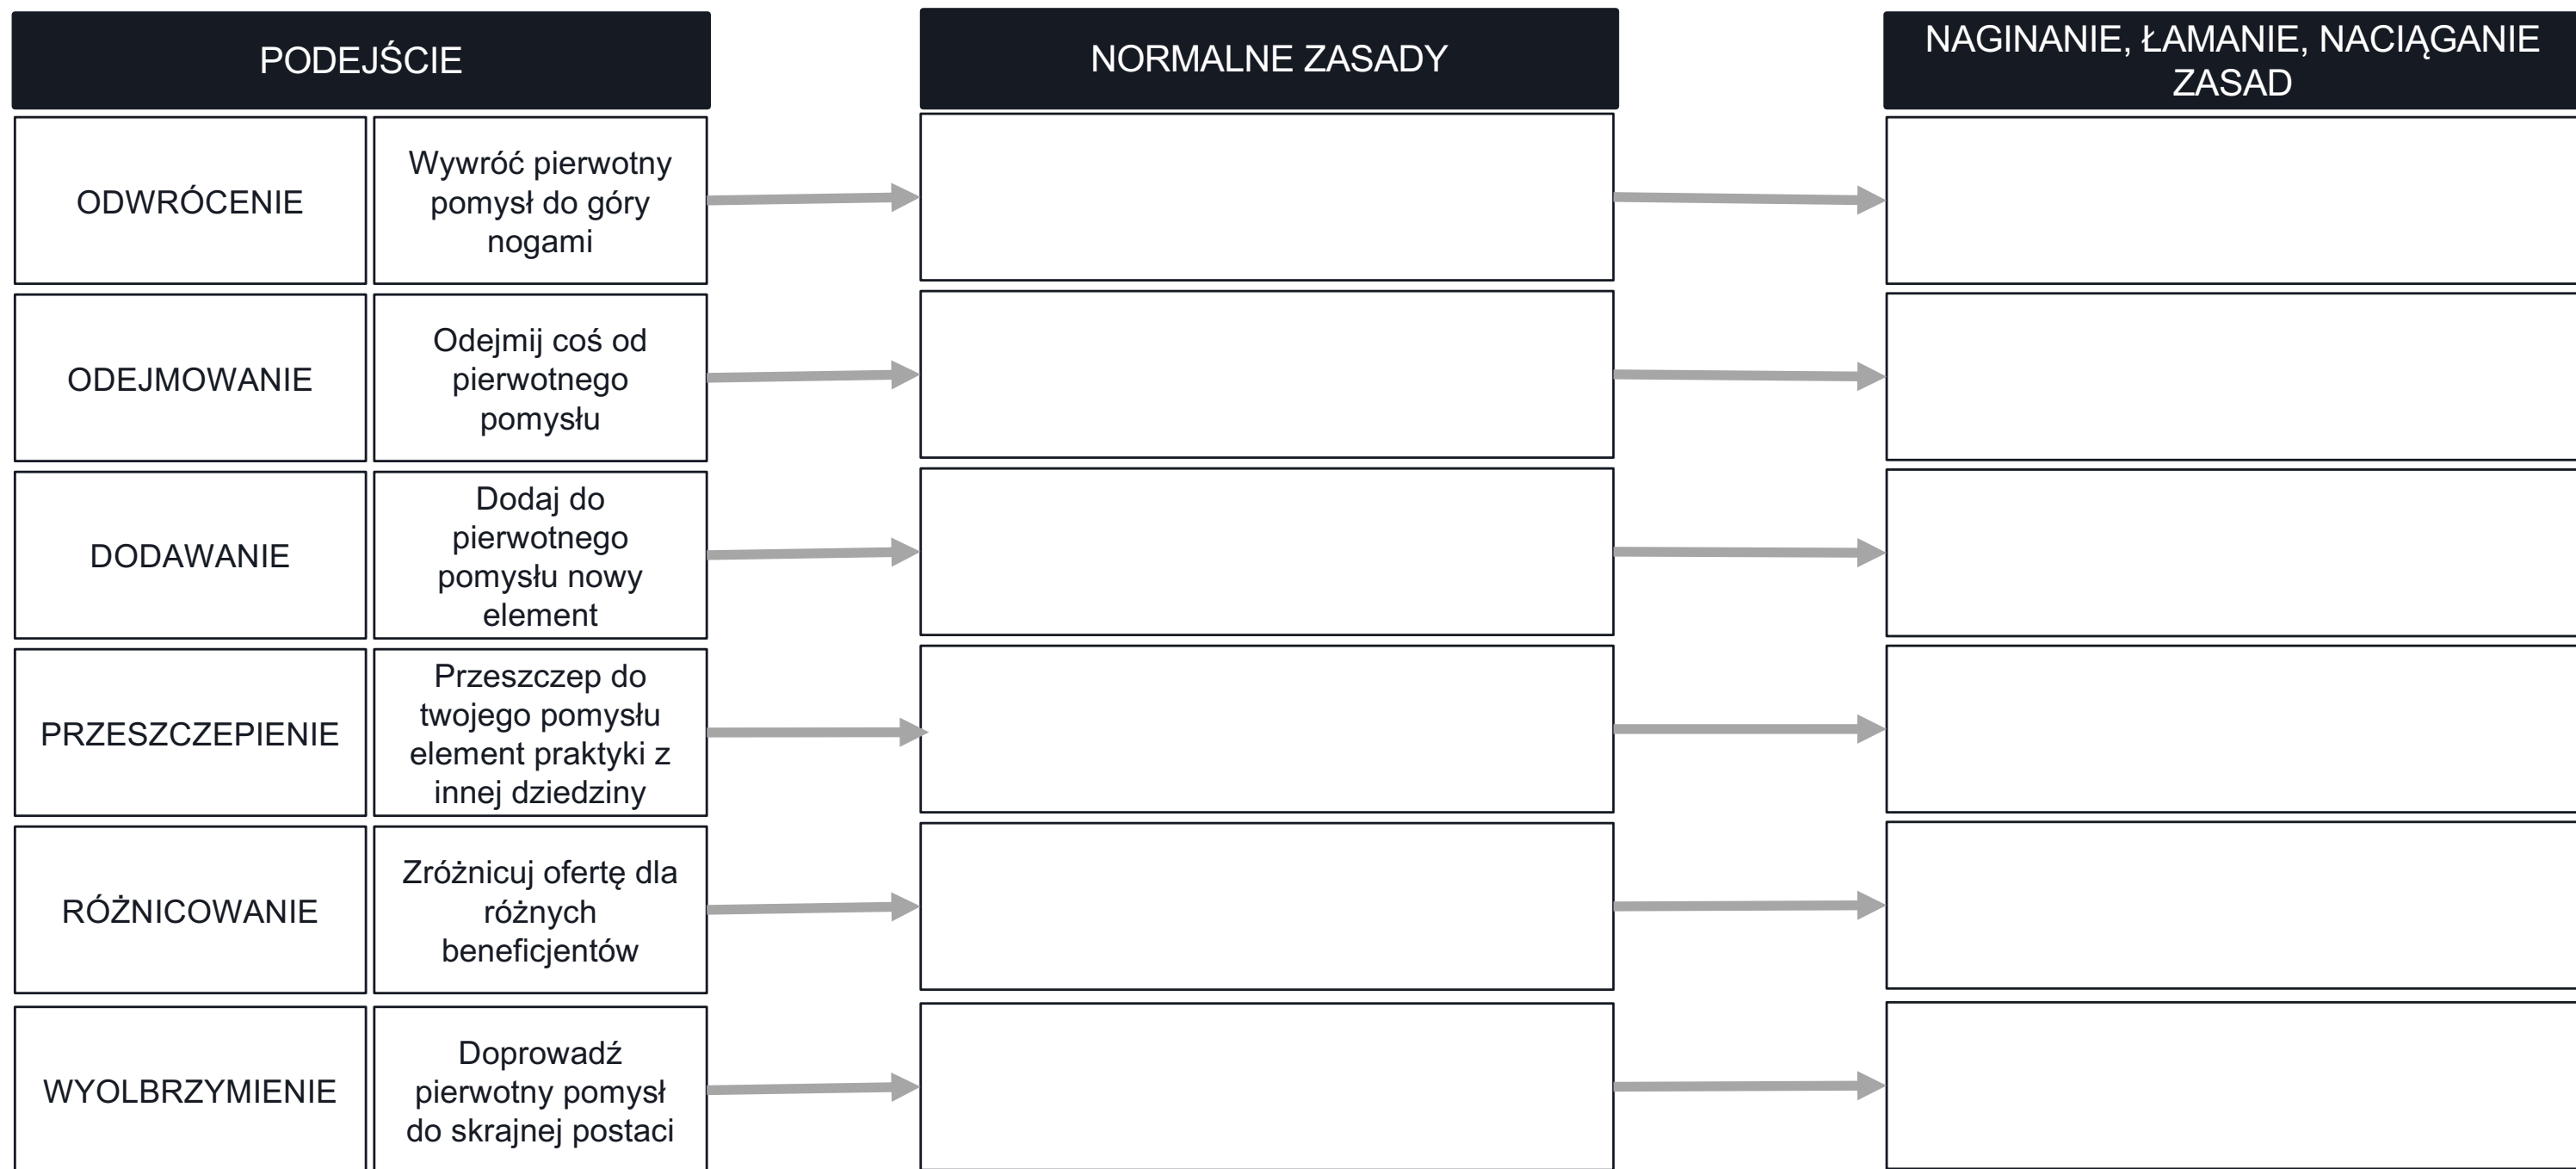 PODEJŚCIE
NORMALNE ZASADY
NAGINANIE, ŁAMANIE, NACIĄGANIE
ZASAD
ODWRÓCENIE
Wywróć pierwotny
pomysł do góry
nogami
ODEJMOWANIE
Odejmij coś od
pierwotnego
pomysłu
DODAWANIE
Dodaj do
pierwotnego
pomysłu nowy
element
PRZESZCZEPIENIE
Przeszczep do
twojego pomysłu
element praktyki z
innej dziedziny
RÓŻNICOWANIE
Zróżnicuj ofertę dla
różnych
beneficjentów
WYOLBRZYMIENIE
Doprowadź
pierwotny pomysł
do skrajnej postaci